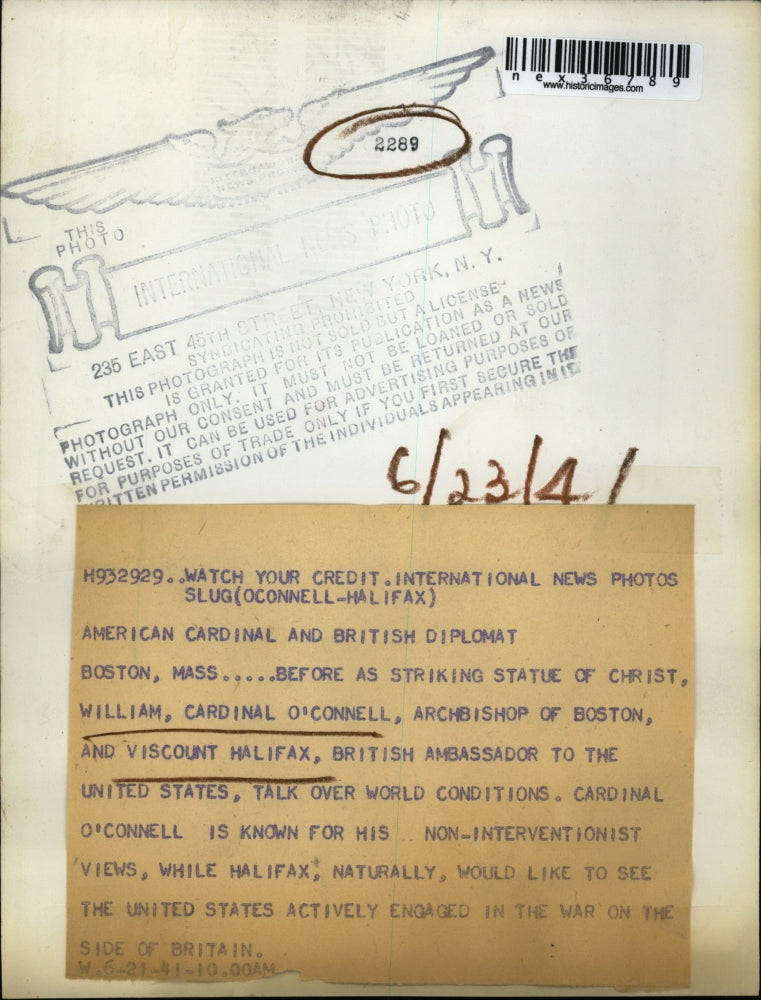 nex36789
www.historicimages.com
2289
INTERNATIONAL
NEWS PHOTO
THIS
PHOTO
INTERNATIONAL NEWS PHOTO
235 EAST 45TH STREET, NEW YORK, N. Y.
SYNDICATION PROHIBITED
THIS PHOTOGRAPH IS NOT SOLD BUT A LICENSE
IS GRANTED FOR ITS PUBLICATION AS A NEWS
PHOTOGRAPH ONLY. IT MUST NOT BE LOANED OR SOLD
WITHOUT OUR CONSENT AND MUST BE RETURNED AT OUR
REQUEST. IT CAN BE USED FOR ADVERTISING PURPOSES OR
FOR PURPOSES OF TRADE ONLY IF YOU FIRST SECURE THE
WRITTEN PERMISSION OF THE INDIVIDUALS APPEARING IN IT
6/23/41
H932929..WATCH YOUR CREDIT.INTERNATIONAL NEWS PHOTOS
SLUG(OCONNELL-HALIFAX)
AMERICAN CARDINAL AND BRITISH DIPLOMAT
BOSTON, MASS.....BEFORE AS STRIKING STATUE OF CHRIST,
WILLIAM, CARDINAL O'CONNELL, ARCHBISHOP OF BOSTON,
AND VISCOUNT HALIFAX, BRITISH AMBASSADOR TO THE
UNITED STATES, TALK OVER WORLD CONDITIONS. CARDINAL
O'CONNELL IS KNOWN FOR HIS .. NON-INTERVENTIONIST
VIEWS, WHILE HALIFAX, NATURALLY, WOULD LIKE TO SEE
THE UNITED STATES ACTIVELY ENGAGED IN THE WAR ON THE
SIDE OF BRITAIN.
W.6-21-41-10.00AM